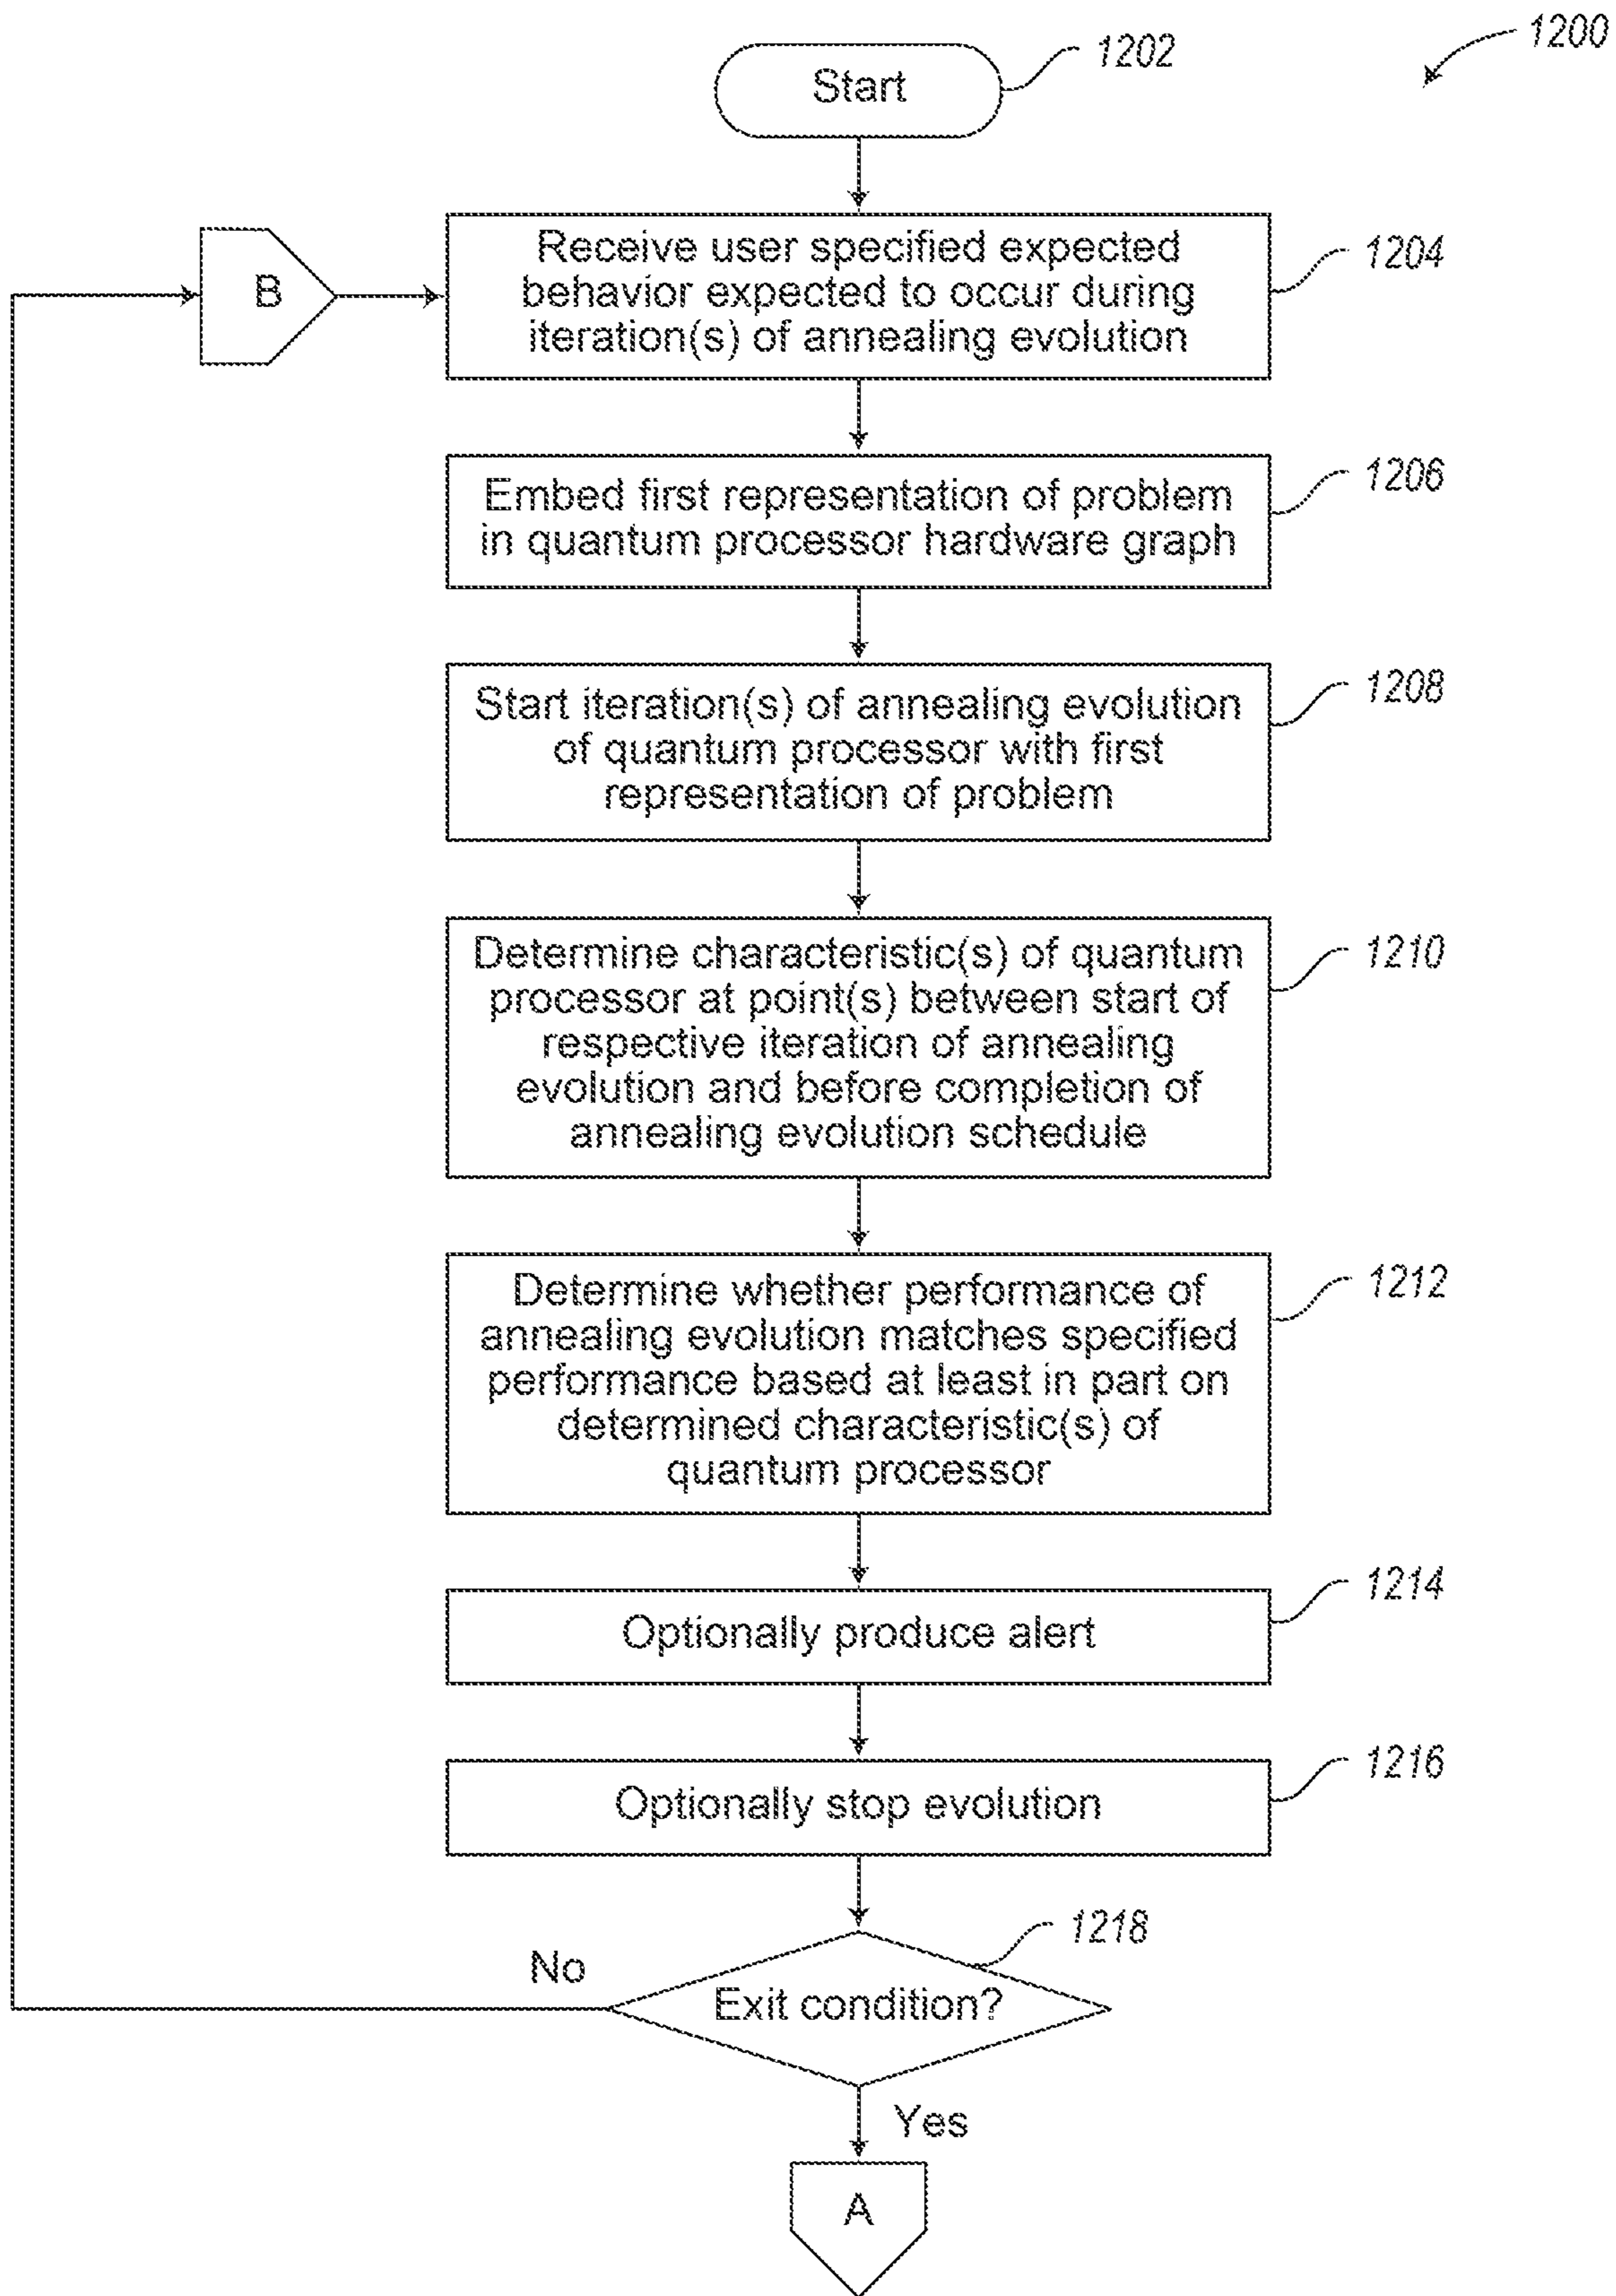 1200
Start
1202
B
Receive user specified expected
behavior expected to occur during
iteration(s) of annealing evolution
1204
Embed first representation of problem
in quantum processor hardware graph
1206
Start iteration(s) of annealing evolution
of quantum processor with first
representation of problem
1208
Determine characteristic(s) of quantum
processor at point(s) between start of
respective iteration of annealing
evolution and before completion of
annealing evolution schedule
1210
Determine whether performance of
annealing evolution matches specified
performance based at least in part on
determined characteristic(s) of
quantum processor
1212
Optionally produce alert
1214
Optionally stop evolution
1216
Exit condition?
1218
No
Yes
A